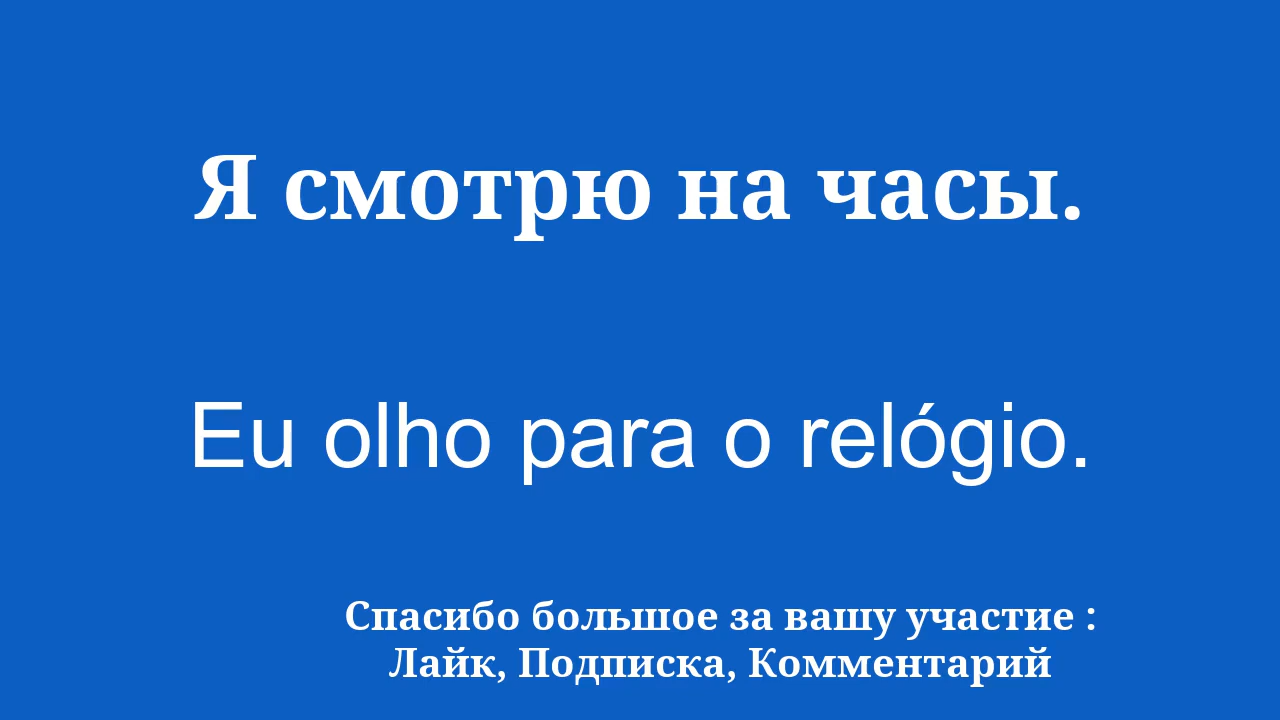 Я смотрю на часы.
Eu olho para o relógio.
Спасибо большое за вашу участие :
Лайк, Подписка, Комментарий